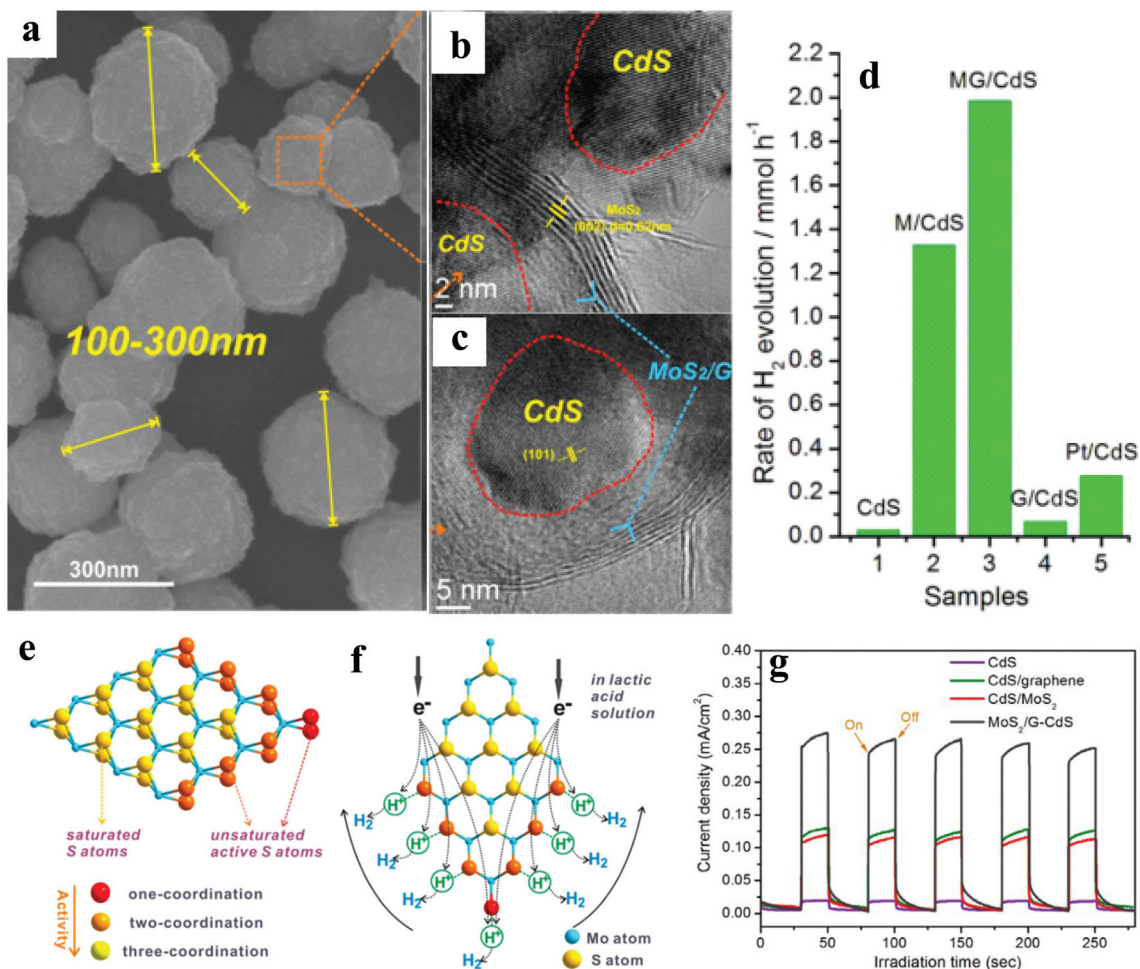 a
100-300nm
300nm
b
CdS
MoS₂
(002) d=0.62nm
CdS
2 nm
c
MoS₂/G
CdS
(101)
5 nm
d
Rate of H₂ evolution / mmol h⁻¹
2.2
2.0
1.8
1.6
1.4
1.2
1.0
0.8
0.6
0.4
0.2
0.0
CdS
M/CdS
MG/CdS
G/CdS
Pt/CdS
1 2 3 4 5
Samples
e
saturated
S atoms
unsaturated
active S atoms
Activity
one-coordination
two-coordination
three-coordination
f
in lactic
acid
solution
e-
e-
H⁺
H⁺
H₂
H₂
H⁺
H⁺
H₂
H₂
H⁺
H⁺
H₂
H₂
H⁺
H₂
Mo atom
S atom
g
CdS
CdS/graphene
CdS/MoS₂
MoS₂/G-CdS
On
Off
Current density (mA/cm²)
0.40
0.35
0.30
0.25
0.20
0.15
0.10
0.05
0.00
0 50 100 150 200 250
Irradiation time (sec)